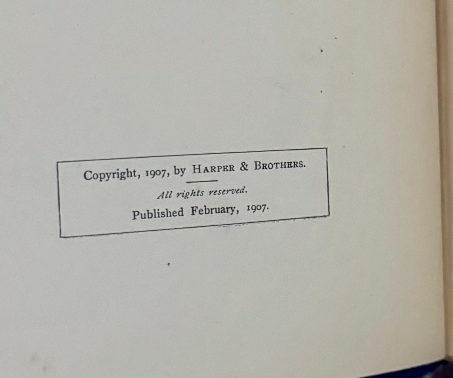 Copyright, 1907, by HARPER & BROTHERS.
All rights reserved.
Published February, 1907.